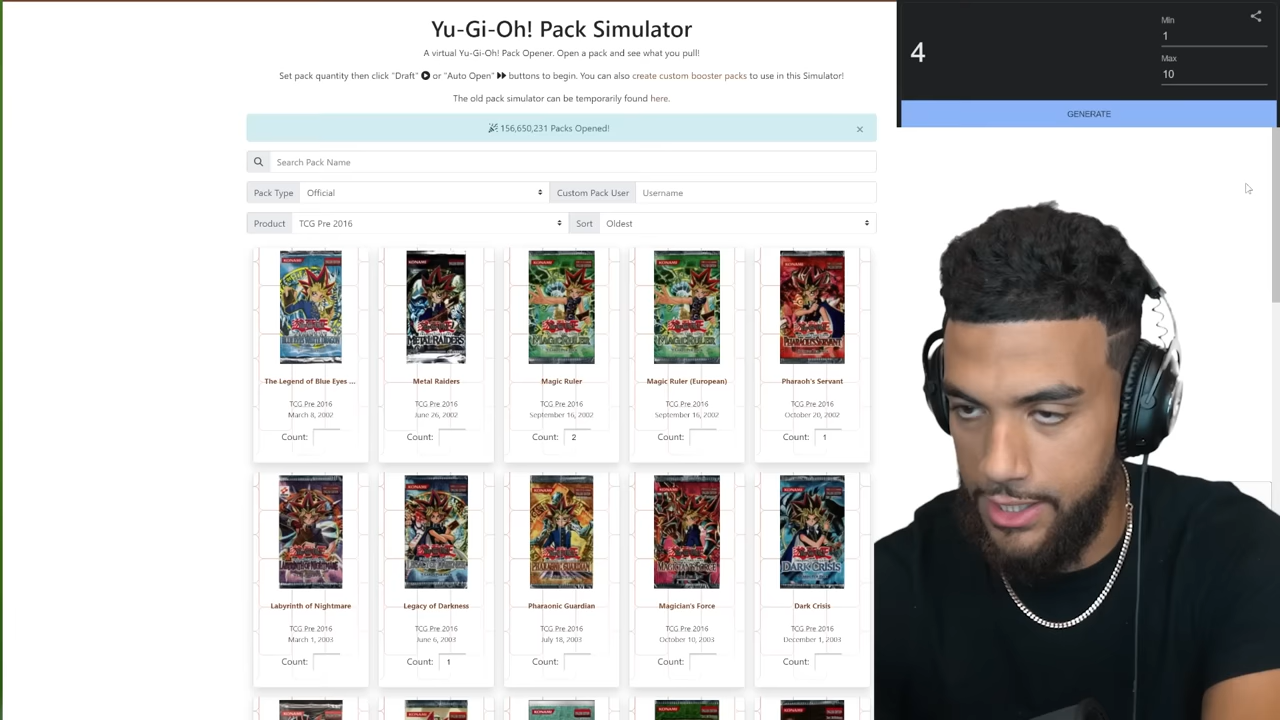 Yu-Gi-Oh! Pack Simulator
A virtual Yu-Gi-Oh! Pack Opener. Open a pack and see what you pull!
Set pack quantity then click "Draft" or "Auto Open" buttons to begin. You can also create custom booster packs to use in this Simulator!
The old pack simulator can be temporarily found here.
156,650,231 Packs Opened! ×
Search Pack Name
Pack Type Official Custom Pack User Username
Product TCG Pre 2016 Sort Oldest
4
Min
1
Max
10
GENERATE
The Legend of Blue Eyes ... Metal Raiders Magic Ruler Magic Ruler (European) Pharaoh's Servant
TCG Pre 2016 TCG Pre 2016 TCG Pre 2016 TCG Pre 2016 TCG Pre 2016
March 8, 2002 June 26, 2002 September 16, 2002 September 16, 2002 October 20, 2002
Count: Count: Count: 2 Count: Count: 1
Labyrinth of Nightmare Legacy of Darkness Pharaonic Guardian Magician's Force Dark Crisis
TCG Pre 2016 TCG Pre 2016 TCG Pre 2016 TCG Pre 2016 TCG Pre 2016
March 1, 2003 June 6, 2003 July 18, 2003 October 10, 2003 December 1, 2003
Count: Count: 1 Count: Count: Count: